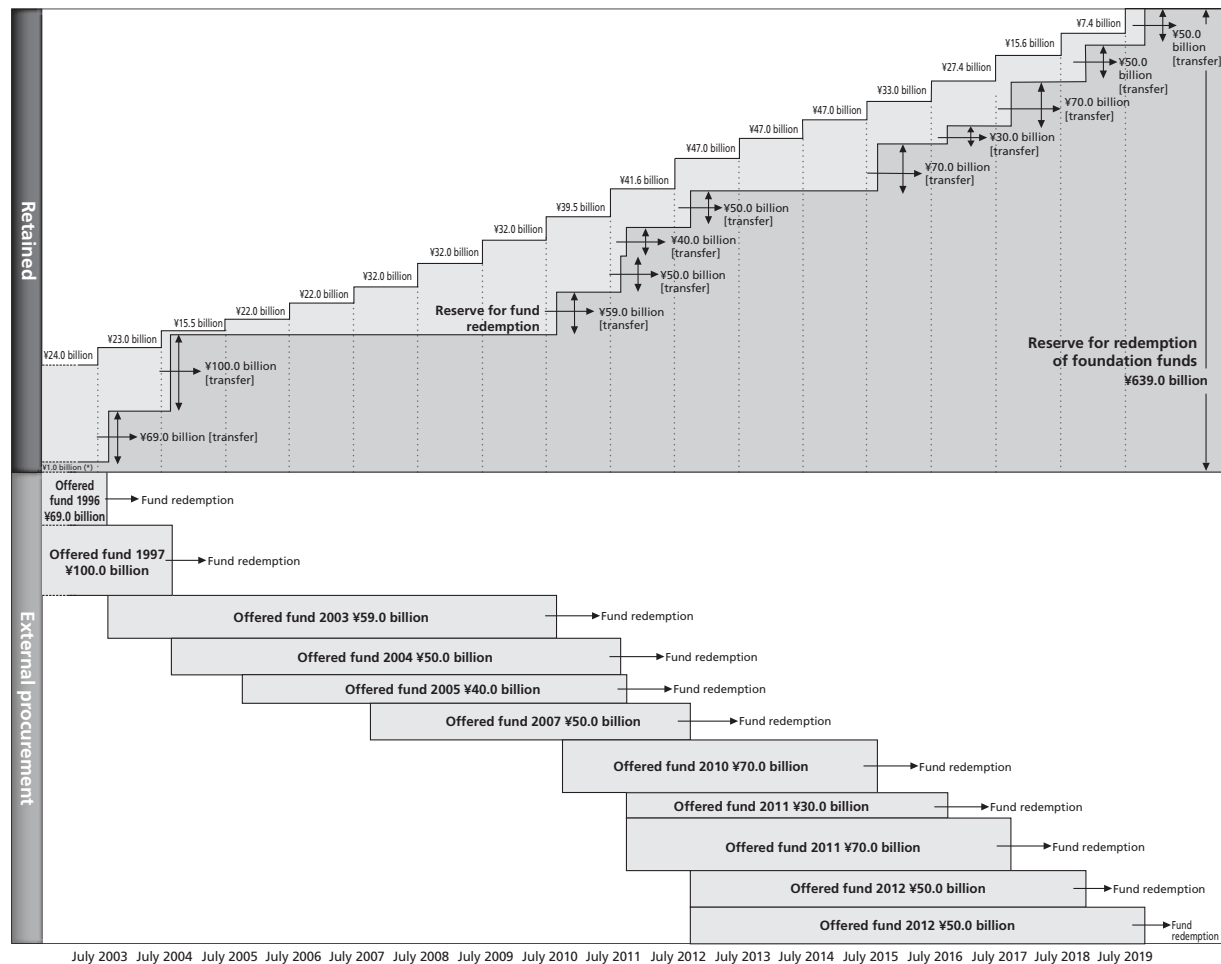 Retained
¥24.0 billion
¥23.0 billion
¥15.5 billion
¥22.0 billion
¥22.0 billion
¥32.0 billion
¥32.0 billion
¥32.0 billion
¥39.5 billion
¥41.6 billion
¥47.0 billion
¥47.0 billion
¥47.0 billion
¥33.0 billion
¥27.4 billion
¥15.6 billion
¥7.4 billion
¥1.0 billion (*)
¥69.0 billion [transfer]
¥100.0 billion
[transfer]
Reserve for fund
redemption
¥59.0 billion
[transfer]
¥50.0 billion
[transfer]
¥40.0 billion
[transfer]
¥50.0 billion
[transfer]
¥70.0 billion
[transfer]
¥30.0 billion
[transfer]
¥70.0 billion
[transfer]
¥50.0
billion
[transfer]
¥50.0
billion
[transfer]
Reserve for redemption
of foundation funds
¥639.0 billion
External procurement
Offered
fund 1996
¥69.0 billion
Fund redemption
Offered fund 1997
¥100.0 billion
Fund redemption
Offered fund 2003 ¥59.0 billion
Fund redemption
Offered fund 2004 ¥50.0 billion
Fund redemption
Offered fund 2005 ¥40.0 billion
Fund redemption
Offered fund 2007 ¥50.0 billion
Fund redemption
Offered fund 2010 ¥70.0 billion
Fund redemption
Offered fund 2011 ¥30.0 billion
Fund redemption
Offered fund 2011 ¥70.0 billion
Fund redemption
Offered fund 2012 ¥50.0 billion
Fund redemption
Offered fund 2012 ¥50.0 billion
Fund
redemption
July 2003 July 2004 July 2005 July 2006 July 2007 July 2008 July 2009 July 2010 July 2011 July 2012 July 2013 July 2014 July 2015 July 2016 July 2017 July 2018 July 2019